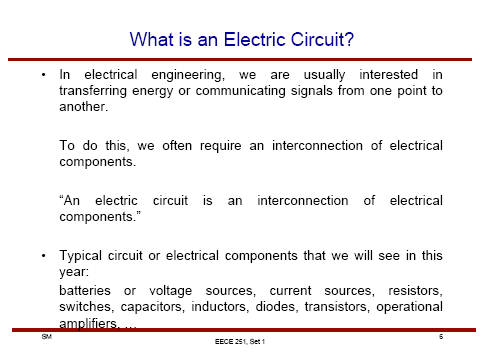 What is an Electric Circuit?
• In electrical engineering, we are usually interested in
transferring energy or communicating signals from one point to
another.
To do this, we often require an interconnection of electrical
components.
“An electric circuit is an interconnection of electrical
components.”
• Typical circuit or electrical components that we will see in this
year:
batteries or voltage sources, current sources, resistors,
switches, capacitors, inductors, diodes, transistors, operational
amplifiers, …
SM
EECE 251, Set 1
5